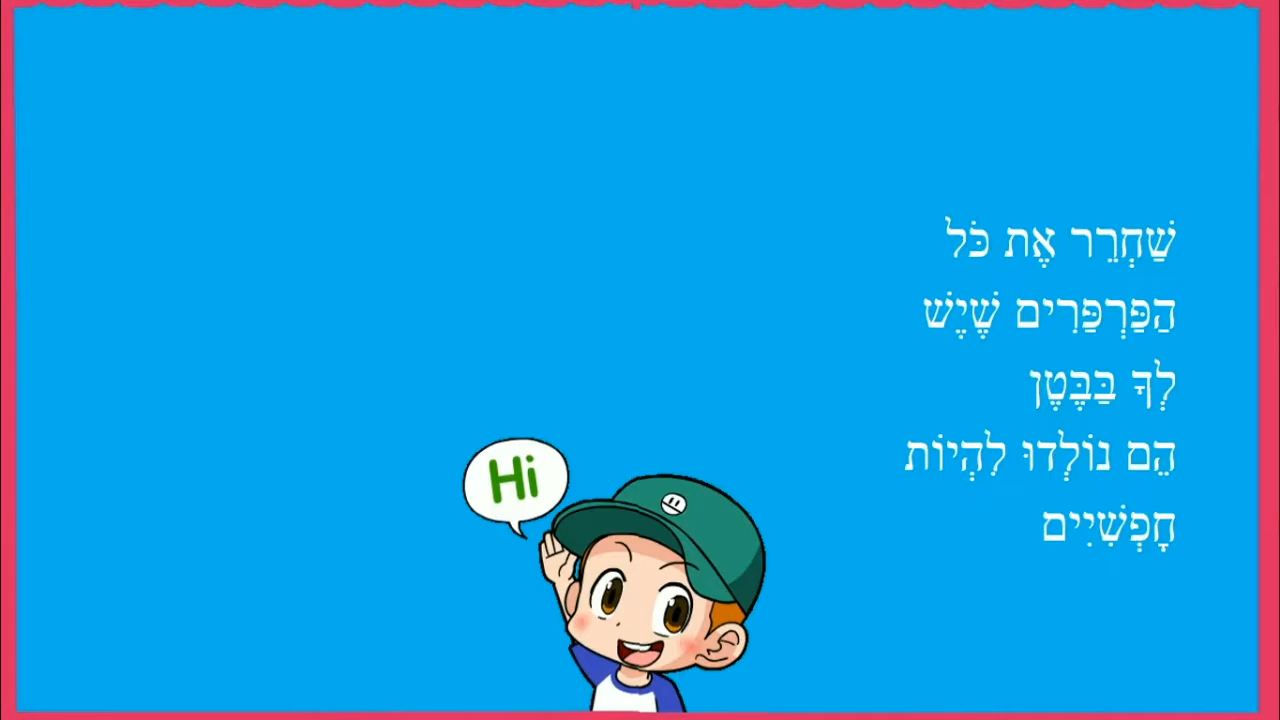 שַׁחְרֵר אֶת כֹּל
הַפַּרְפַּרִים שֶׁיֶּשׁ
לְךָ בַּבֶּטֶן
הֵם נוֹלְדוּ לִהְיוֹת
חָפְשִׁיִּים
Hi